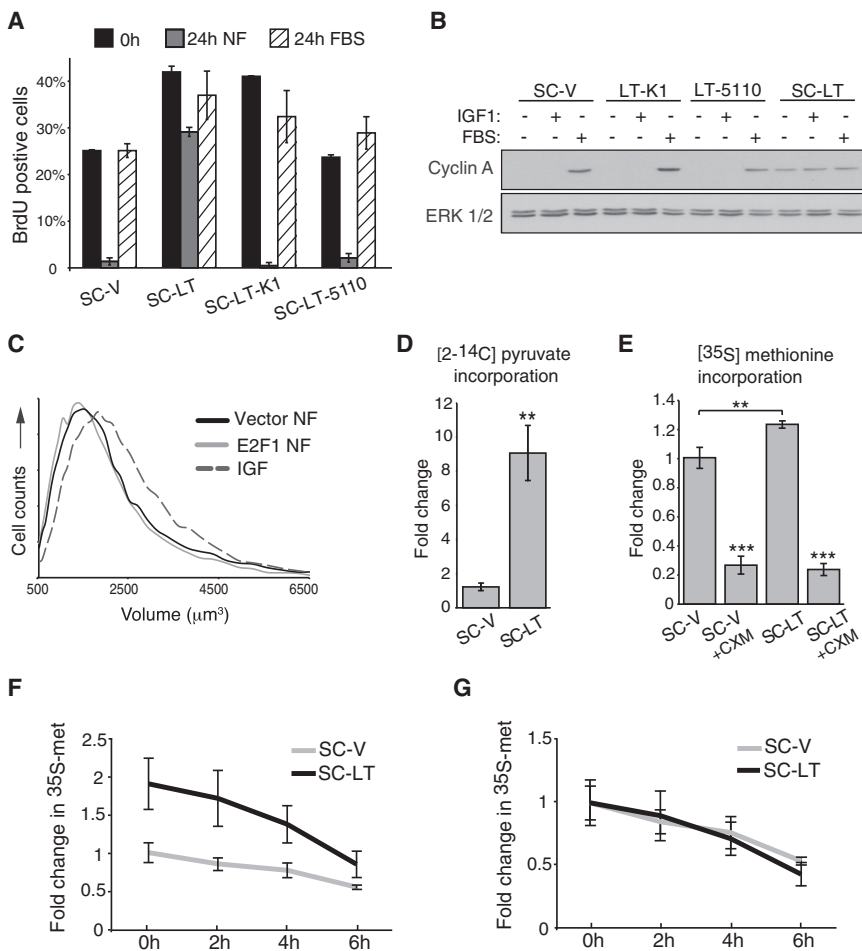 A
0h 24h NF 24h FBS
BrdU postive cells
40%
30%
20%
10%
0
SC-V
SC-LT
SC-LT-K1
SC-LT-5110
B
SC-V LT-K1 LT-5110 SC-LT
IGF1: - + - - + - - + - - + -
FBS: - - + - - + - - + - - +
Cyclin A
ERK 1/2
C
Cell counts
Vector NF
E2F1 NF
IGF
500 2500 4500 6500
Volume (μm³)
D
[2-¹⁴C] pyruvate
incorporation
Fold change
12
10
8
6
4
2
0
**
SC-V
SC-LT
E
[³⁵S] methionine
incorporation
Fold change
1.4
1.2
1
0.8
0.6
0.4
0.2
0
**
***
***
SC-V
SC-V
+CXM
SC-LT
SC-LT
+CXM
F
Fold change in ³⁵S-met
2.5
2
1.5
1
0.5
0
SC-V
SC-LT
0h 2h 4h 6h
G
Fold change in ³⁵S-met
1.5
1
0.5
0
SC-V
SC-LT
0h 2h 4h 6h